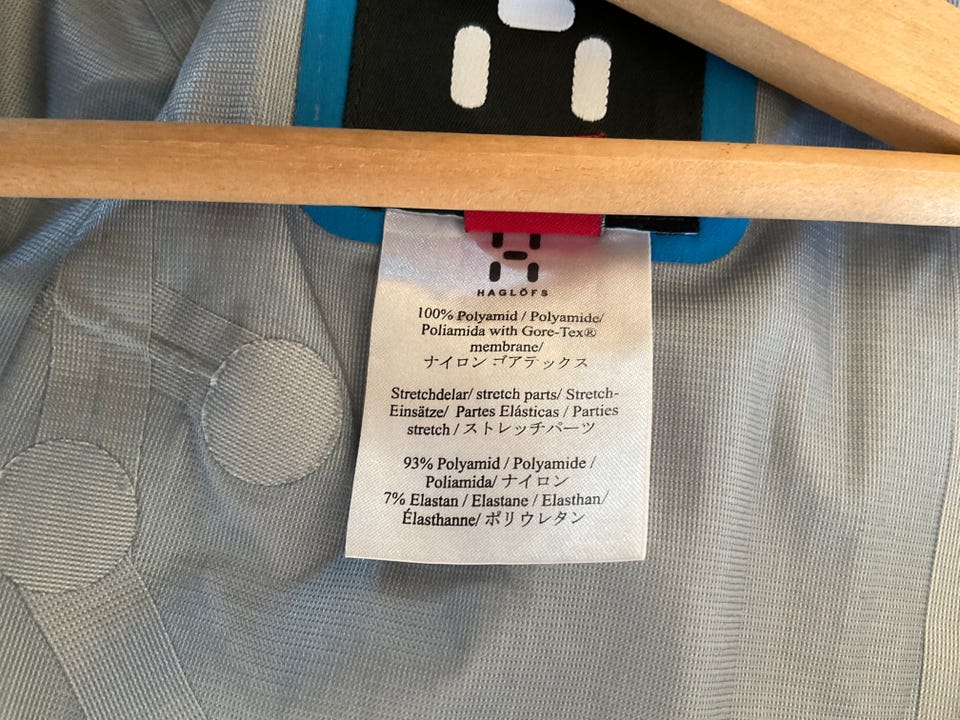 HAGLÖFS
100% Polyamid / Polyamide/
Poliamida with Gore-Tex®
membrane/
ナイロン ゴアテックス
Stretchdelar/ stretch parts/ Stretch-
Einsätze/ Partes Elásticas / Parties
stretch / ストレッチパーツ
93% Polyamid / Polyamide /
Poliamida/ ナイロン
7% Elastan / Elastane / Elasthan/
Élasthanne/ ポリウレタン